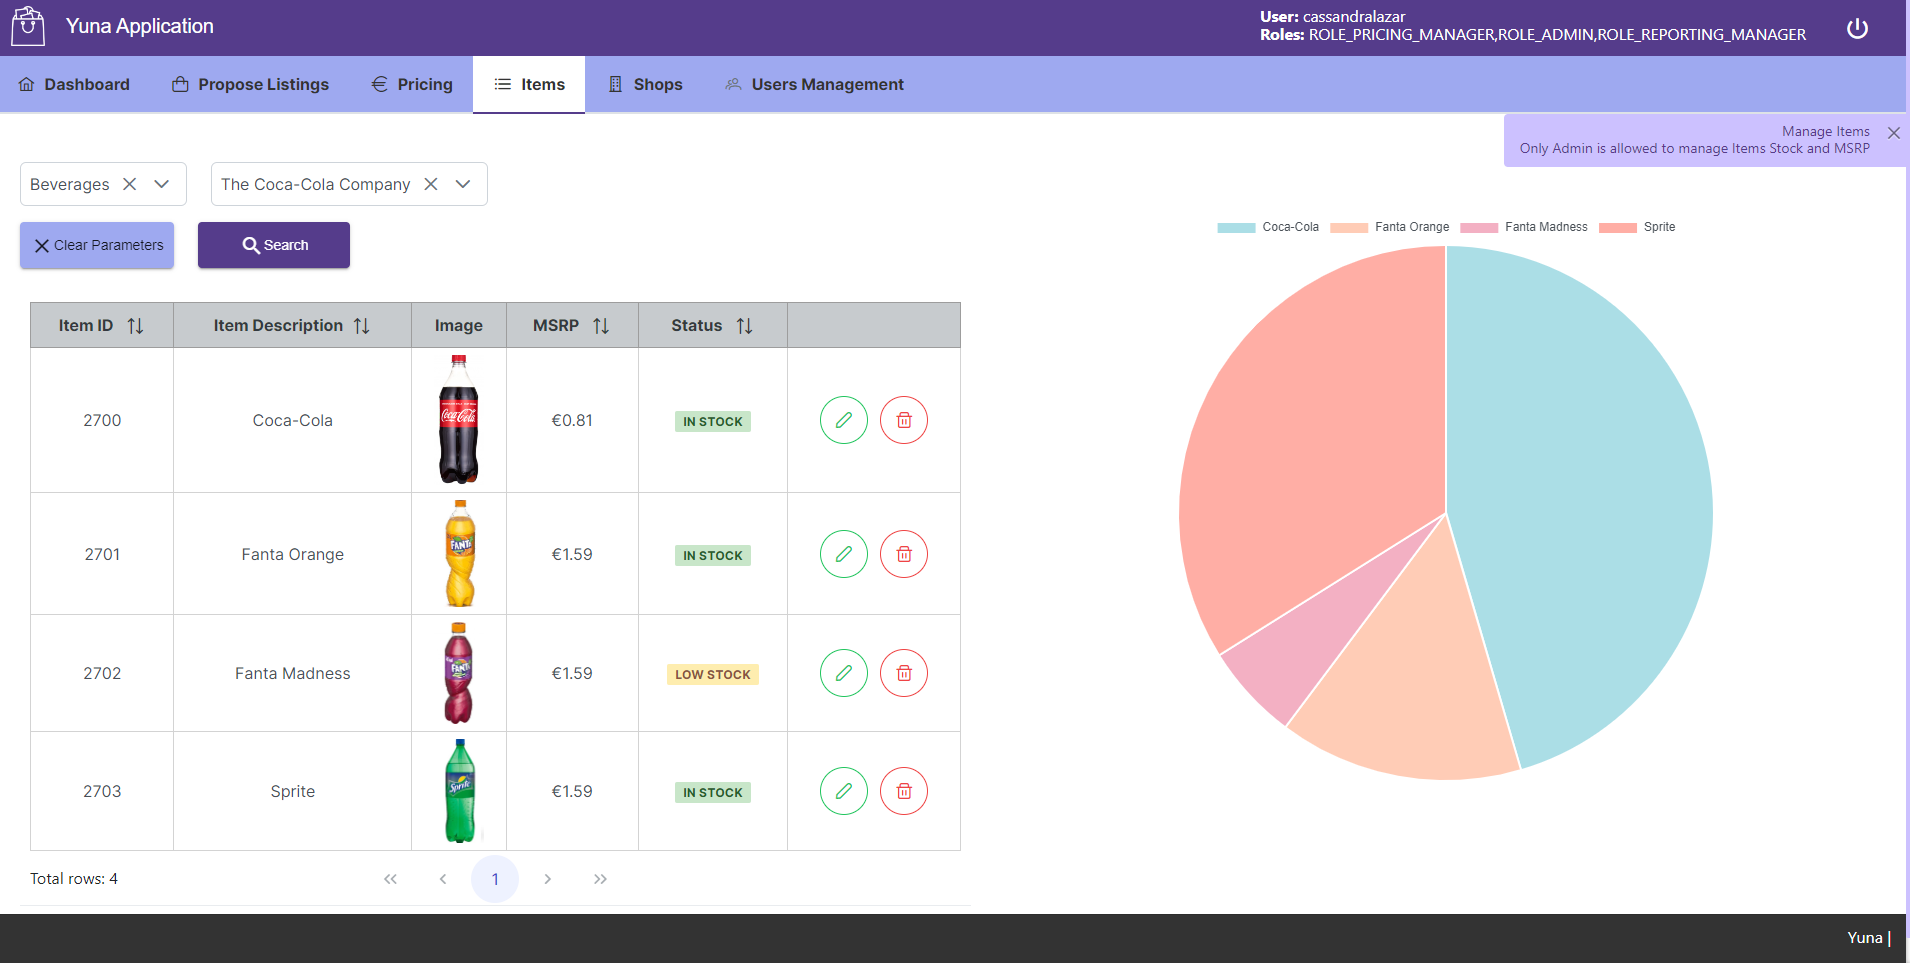 Yuna Application
User: cassandralazar
Roles: ROLE_PRICING_MANAGER,ROLE_ADMIN,ROLE_REPORTING_MANAGER
Dashboard
Propose Listings
Pricing
Items
Shops
Users Management
Manage Items
Only Admin is allowed to manage Items Stock and MSRP
Beverages
The Coca-Cola Company
Clear Parameters
Search
Coca-Cola
Fanta Orange
Fanta Madness
Sprite
Item ID
Item Description
Image
MSRP
Status
2700
Coca-Cola
Coca-Cola
€0.81
IN STOCK
2701
Fanta Orange
FANTA
€1.59
IN STOCK
2702
Fanta Madness
FANTA
€1.59
LOW STOCK
2703
Sprite
Sprite
€1.59
IN STOCK
Total rows: 4
1
Yuna |